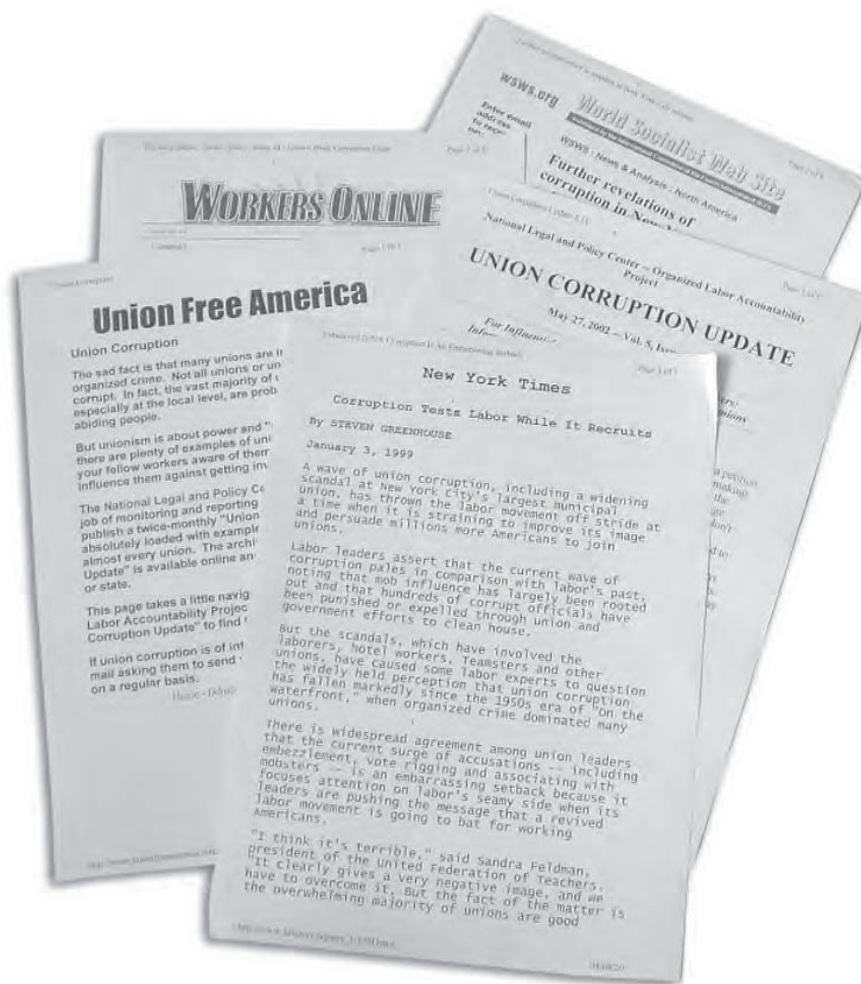 wsws.org World Socialist Web Site
Enter email
address
WSWS : News & Analysis : North America
Further revelations of
corruption in New
WORKERS ONLINE
National Legal and Policy Center -- Organized Labor Accountability
Project
UNION CORRUPTION UPDATE
May 27, 2002 -- Vol. 5,
Union Free America
Union Corruption
The sad fact is that many unions are
organized crime. Not all unions or
corrupt. In fact, the vast majority of
especially at the local level, are
abiding people.
But unionism is about power and
there are plenty of examples of
your fellow workers aware of them
influence them against getting
The National Legal and Policy
job of monitoring and reporting
publish a twice-monthly "Union
absolutely loaded with example
almost every union. The
Update" is available online
or state.
This page takes a little
Labor Accountability
Corruption Update" to find
If union corruption is of
mail asking them to send
on a regular basis.
New York Times
Corruption Tests Labor While It Recruits
By STEVEN GREENHOUSE
January 3, 1999
A wave of union corruption, including a widening
scandal at New York City's largest municipal
union, has thrown the labor movement off stride at
a time when it is straining to improve its image
and persuade millions more Americans to join
unions.
Labor leaders assert that the current wave of
corruption pales in comparison with labor's past,
noting that mob influence has largely been rooted
out and that hundreds of corrupt officials have
been punished or expelled through union and
government efforts to clean house.
But the scandals, which have involved the
laborers, hotel workers, Teamsters and other
unions, have caused some labor experts to question
the widely held perception that union corruption
has fallen markedly since the 1950s era of "On the
waterfront," when organized crime dominated many
unions.
There is widespread agreement among union leaders
that the current surge of accusations -- including
embezzlement, vote rigging and associating with
mobsters -- is an embarrassing setback because it
focuses attention on labor's seamy side when its
leaders are pushing the message that a revived
labor movement is going to bat for working
Americans.
"I think it's terrible," said Sandra Feldman,
president of the United Federation of Teachers.
"It clearly gives a very negative image, and we
have to overcome it. But the fact of the matter is
the overwhelming majority of unions are good